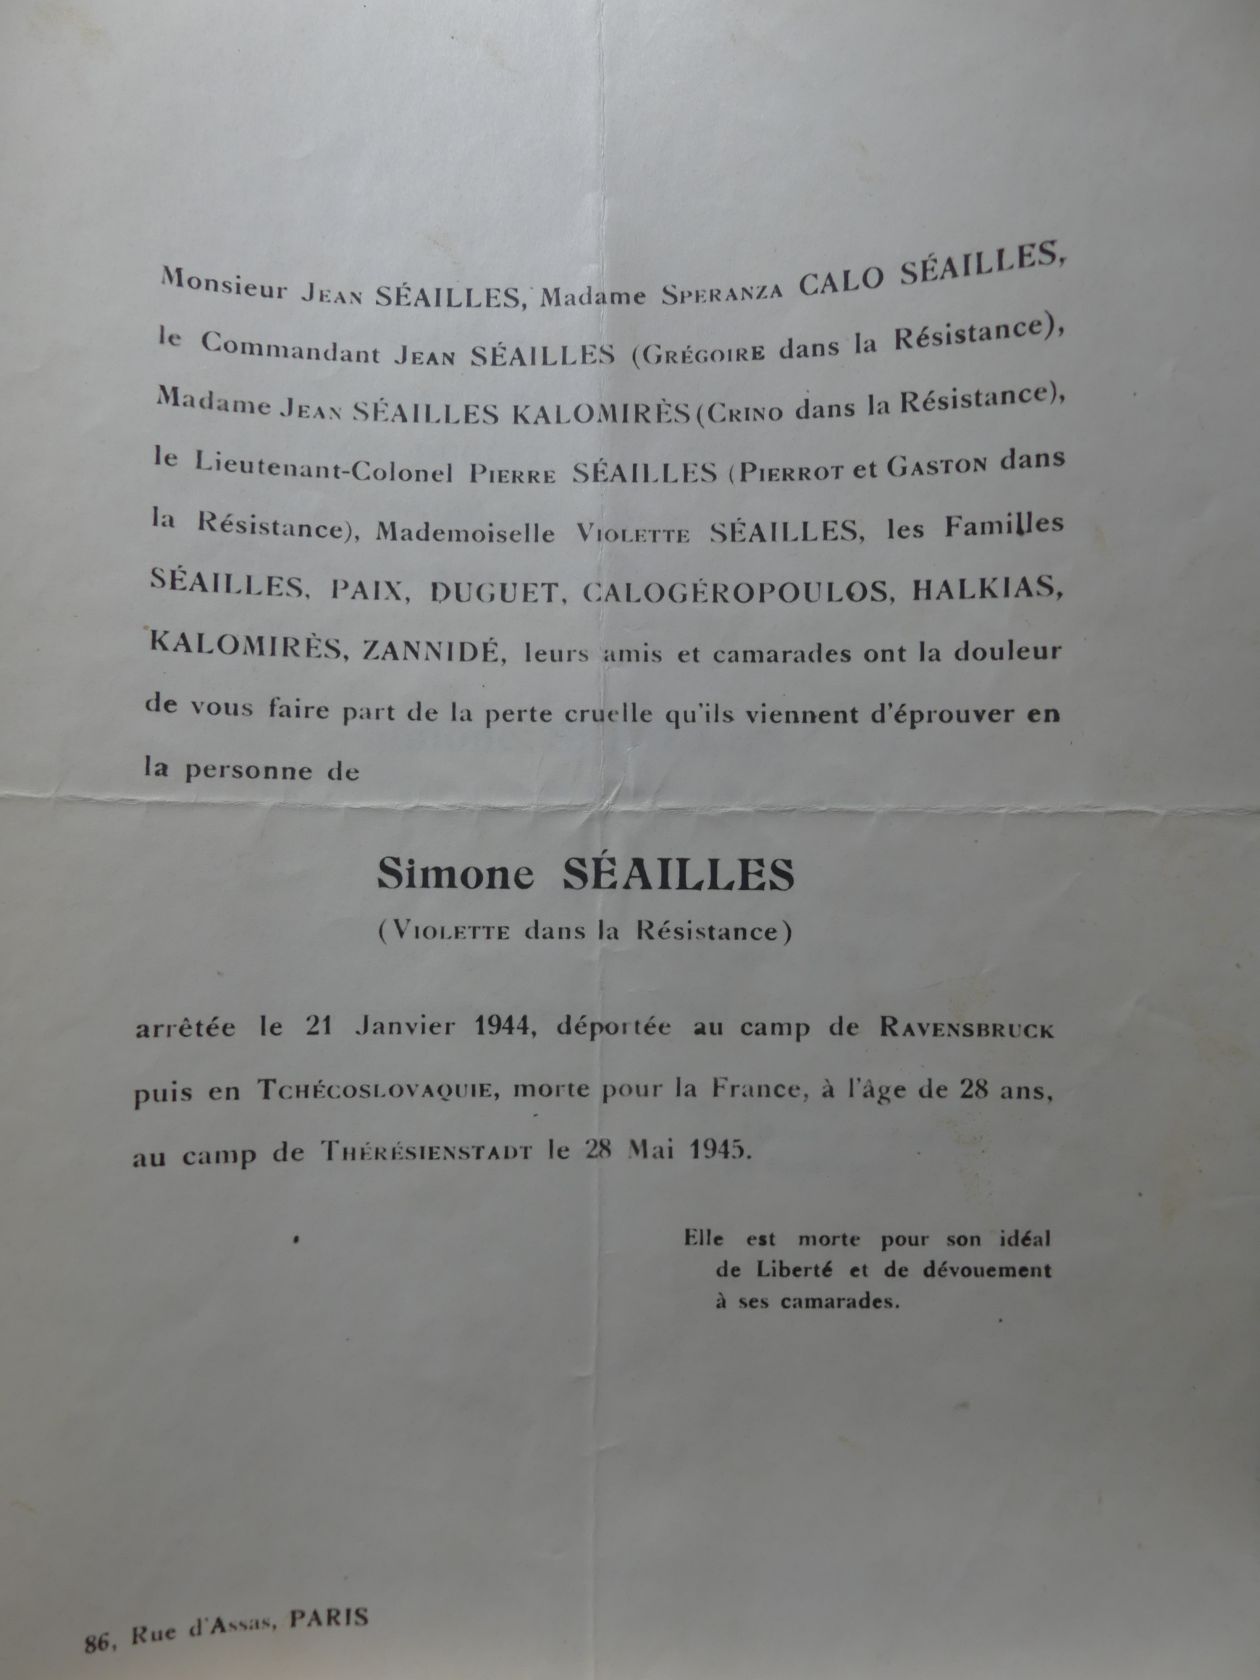 Monsieur Jean SÉAILLES, Madame Speranza CALO SÉAILLES,
le Commandant Jean SÉAILLES (Grégoire dans la Résistance),
Madame Jean SÉAILLES KALOMIRÈS (Crino dans la Résistance),
le Lieutenant-Colonel Pierre SÉAILLES (Pierrot et Gaston dans
la Résistance), Mademoiselle Violette SÉAILLES, les Familles
SÉAILLES, PAIX, DUGUET, CALOGÉROPOULOS, HALKIAS,
KALOMIRÈS, ZANNIDÉ, leurs amis et camarades ont la douleur
de vous faire part de la perte cruelle qu'ils viennent d'éprouver en
la personne de
Simone SÉAILLES
(Violette dans la Résistance)
arrêtée le 21 Janvier 1944, déportée au camp de Ravensbruck
puis en Tchécoslovaquie, morte pour la France, à l'âge de 28 ans,
au camp de Thérésienstadt le 28 Mai 1945.
Elle est morte pour son idéal
de Liberté et de dévouement
à ses camarades.
86, Rue d'Assas, PARIS